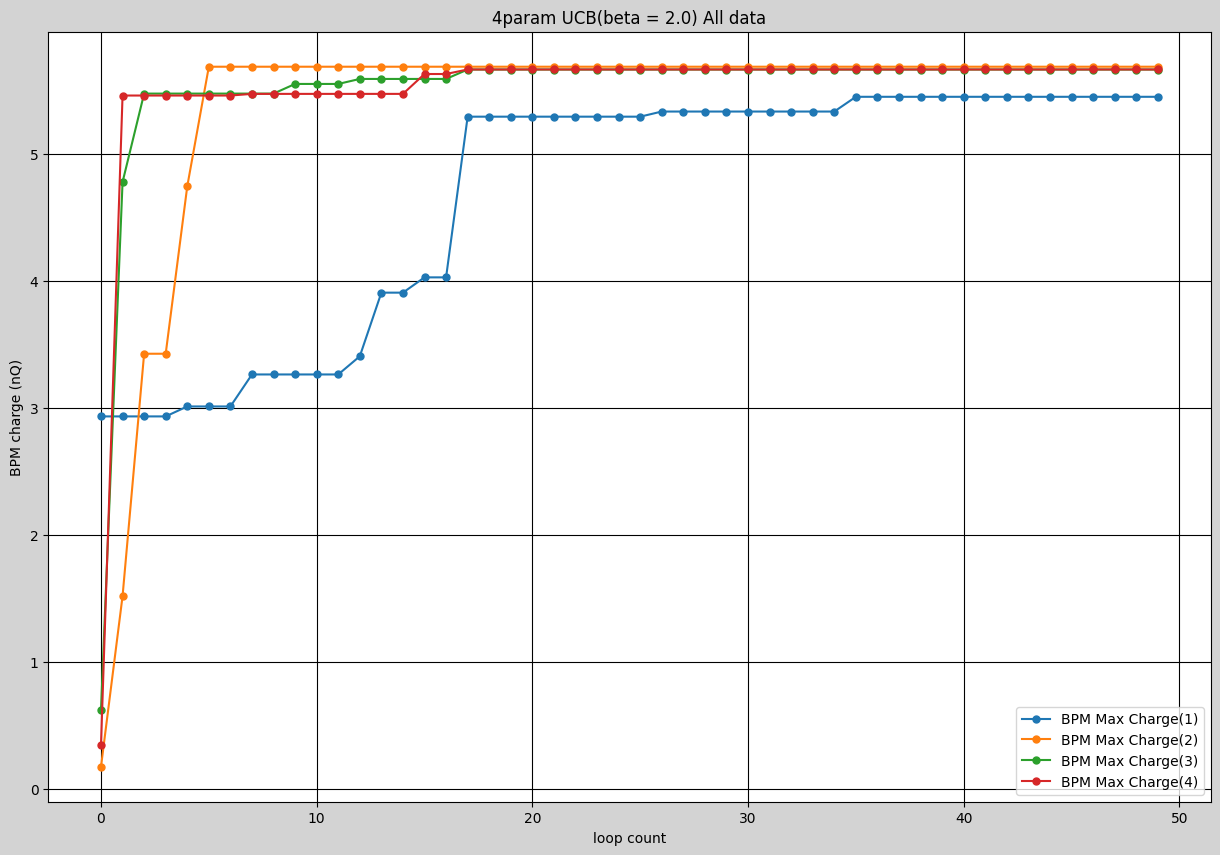 4param UCB(beta = 2.0) All data
BPM charge (nQ)
5
4
3
2
1
0
0 10 20 30 40 50
loop count
BPM Max Charge(1)
BPM Max Charge(2)
BPM Max Charge(3)
BPM Max Charge(4)